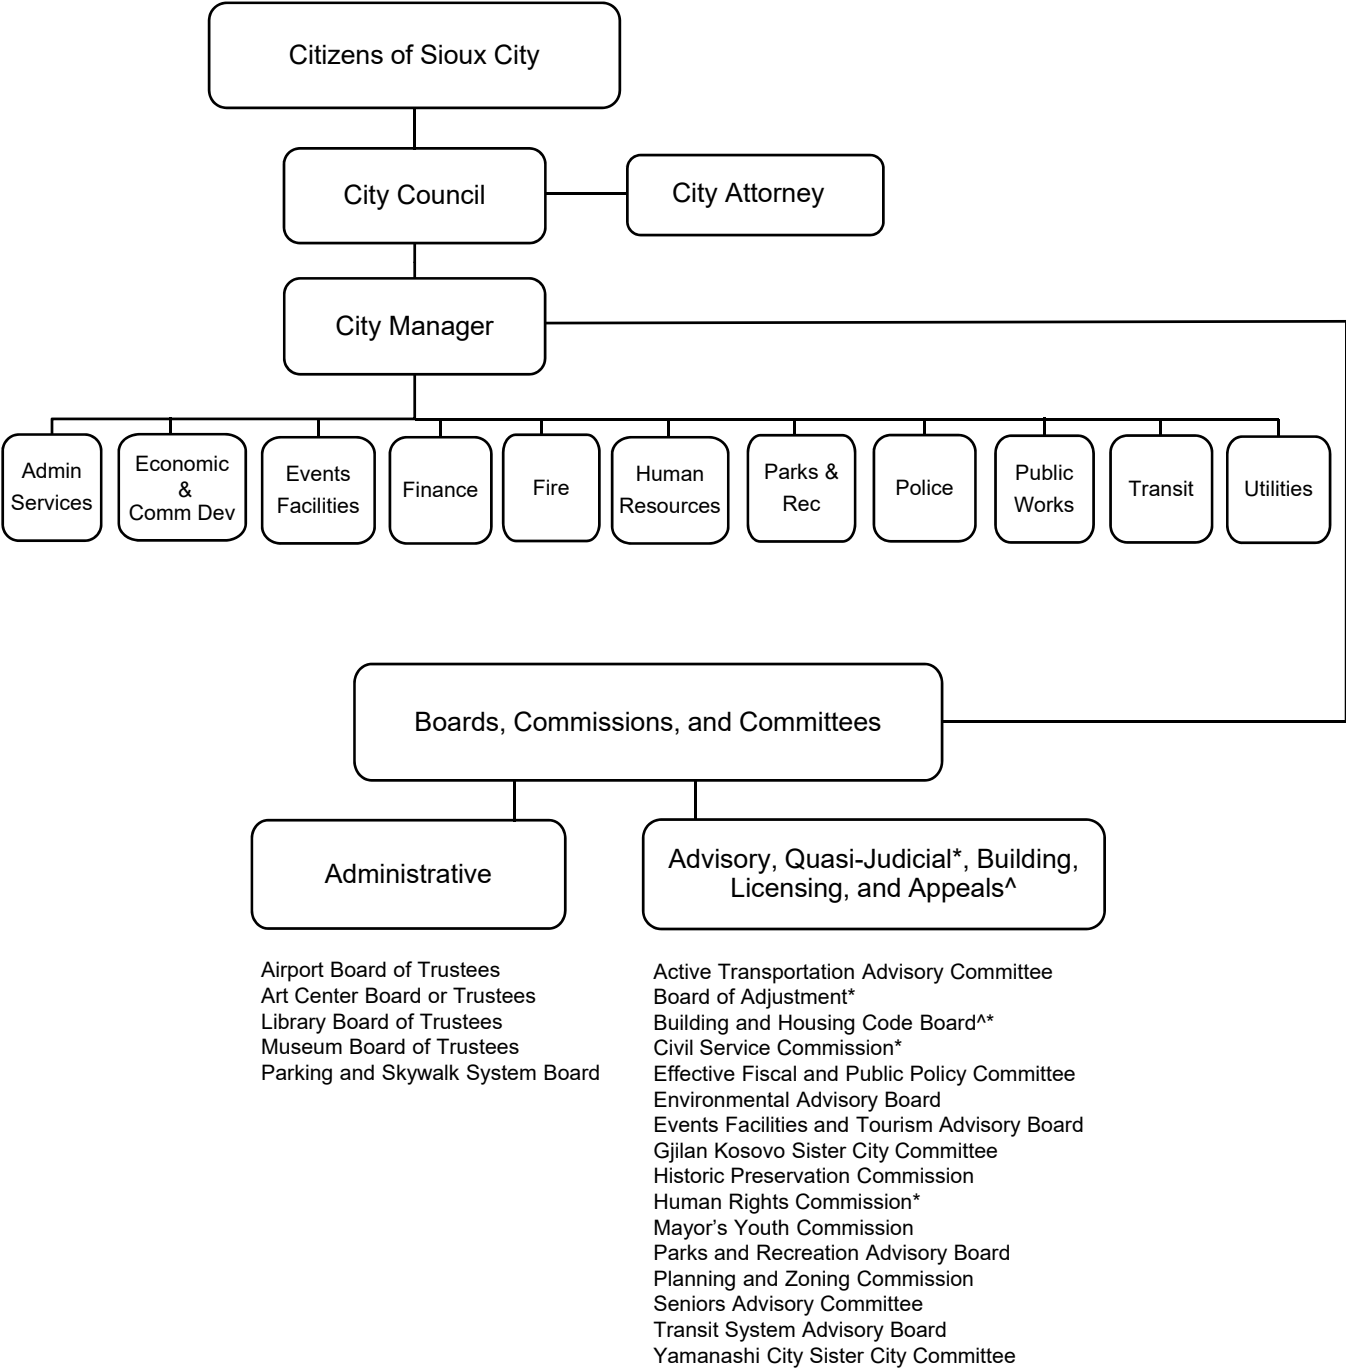 Citizens of Sioux City
City Council
City Attorney
City Manager
Admin
Services
Economic
&
Comm Dev
Events
Facilities
Finance
Fire
Human
Resources
Parks &
Rec
Police
Public
Works
Transit
Utilities
Boards, Commissions, and Committees
Administrative
Advisory, Quasi-Judicial*, Building,
Licensing, and Appeals^
Airport Board of Trustees
Art Center Board or Trustees
Library Board of Trustees
Museum Board of Trustees
Parking and Skywalk System Board
Active Transportation Advisory Committee
Board of Adjustment*
Building and Housing Code Board^*
Civil Service Commission*
Effective Fiscal and Public Policy Committee
Environmental Advisory Board
Events Facilities and Tourism Advisory Board
Gjilan Kosovo Sister City Committee
Historic Preservation Commission
Human Rights Commission*
Mayor’s Youth Commission
Parks and Recreation Advisory Board
Planning and Zoning Commission
Seniors Advisory Committee
Transit System Advisory Board
Yamanashi City Sister City Committee